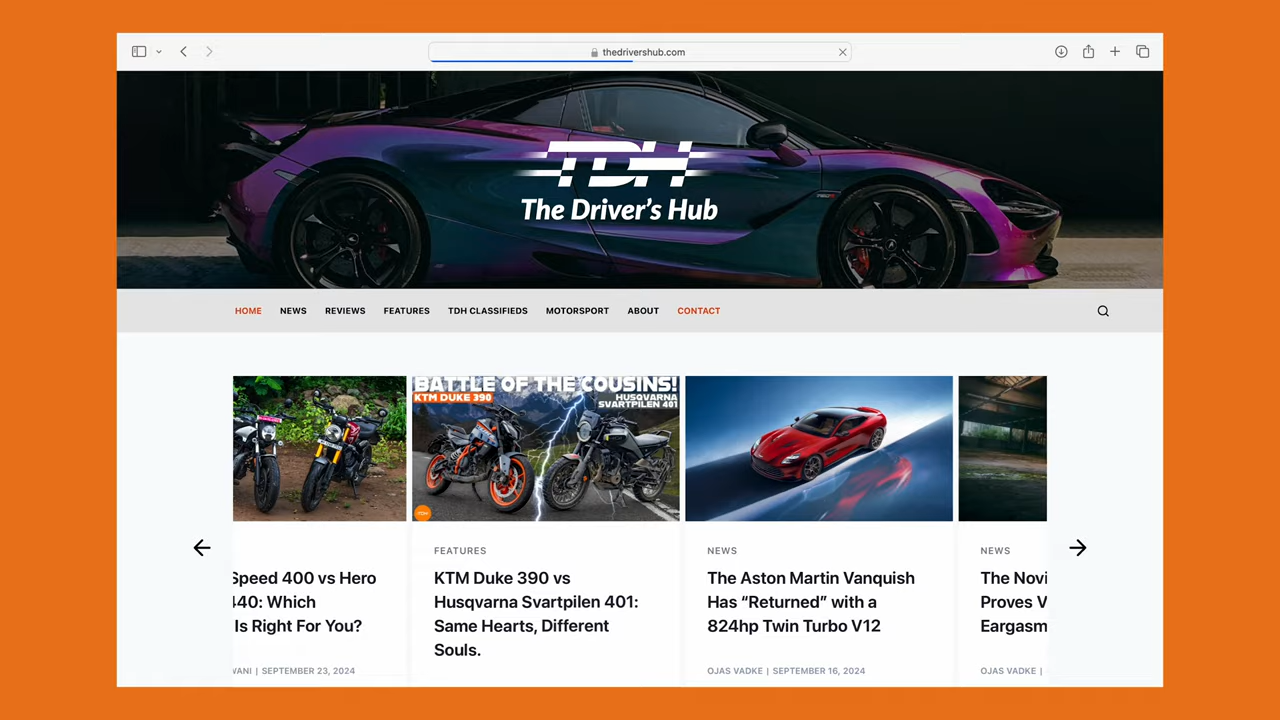 thedrivershub.com
TDH
The Driver's Hub
HOME NEWS REVIEWS FEATURES TDH CLASSIFIEDS MOTORSPORT ABOUT CONTACT
BATTLE OF THE COUSINS!
KTM DUKE 390
HUSQVARNA
SVARTPILEN 401
Speed 400 vs Hero
440: Which
Is Right For You?
SEPTEMBER 23, 2024
FEATURES
KTM Duke 390 vs
Husqvarna Svartpilen 401:
Same Hearts, Different
Souls.
NEWS
The Aston Martin Vanquish
Has “Returned” with a
824hp Twin Turbo V12
OJAS VADKE | SEPTEMBER 16, 2024
NEWS
The Novi
Proves V
Eargasm
OJAS VADKE |